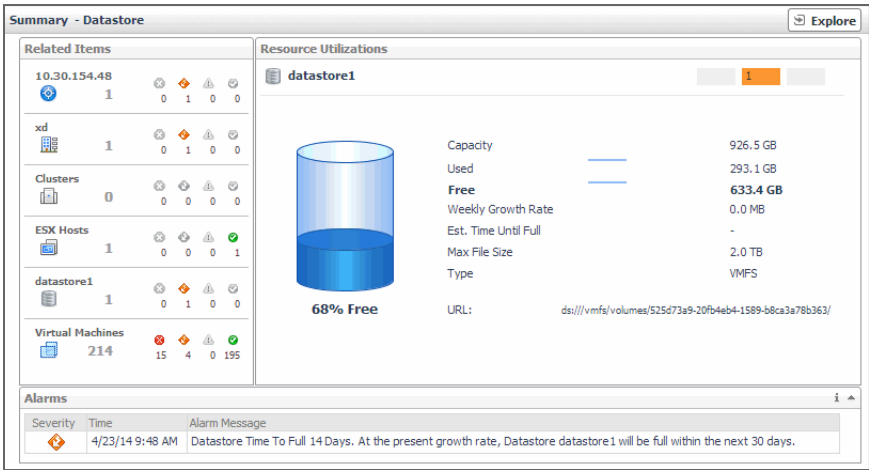 Summary - Datastore
Explore
Related Items
10.30.154.48
1
0 1 0 0
xd
1
0 1 0 0
Clusters
0
0 0 0 0
ESX Hosts
1
0 0 0 1
datastore1
1
0 1 0 0
Virtual Machines
214
15 4 0 195
Resource Utilizations
datastore1
1
68% Free
Capacity 926.5 GB
Used 293.1 GB
Free 633.4 GB
Weekly Growth Rate 0.0 MB
Est. Time Until Full -
Max File Size 2.0 TB
Type VMFS
URL: ds:///vmfs/volumes/525d73a9-20fb4eb4-1589-b8ca3a78b363/
Alarms
i
Severity Time Alarm Message
4/23/14 9:48 AM Datastore Time To Full 14 Days. At the present growth rate, Datastore datastore1 will be full within the next 30 days.